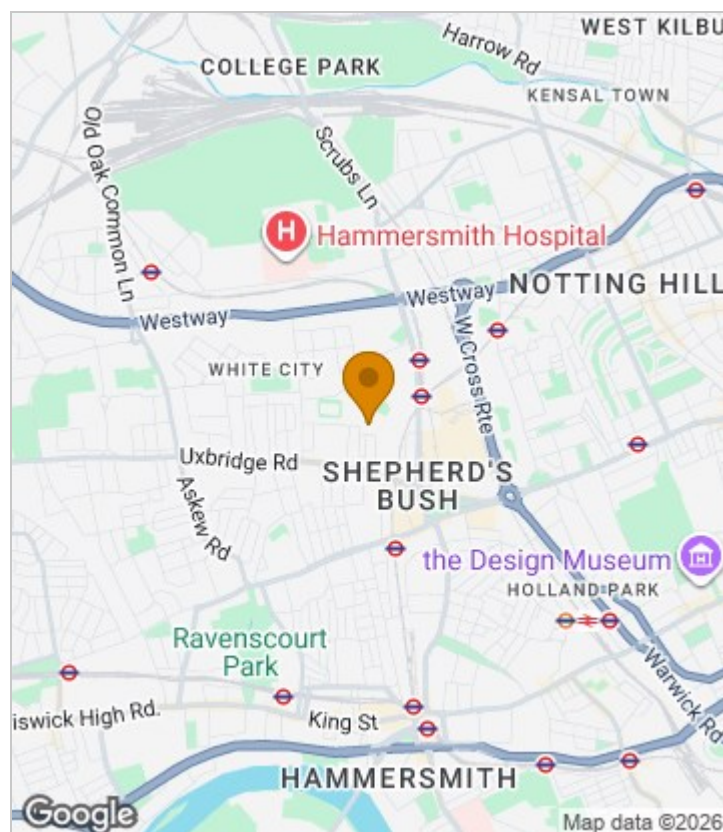 WEST KILBU
Harrow Rd
COLLEGE PARK
KENSAL TOWN
Old Oak Common Ln
Scrubs Ln
H
Hammersmith Hospital
NOTTING HILL
Westway
Westway
W Cross Rte
WHITE CITY
Uxbridge Rd
SHEPHERD'S
BUSH
Askew Rd
the Design Museum
HOLLAND PARK
Ravenscourt
Park
Warwick Rd
iswick High Rd.
King St
HAMMERSMITH
Google
Map data ©2026